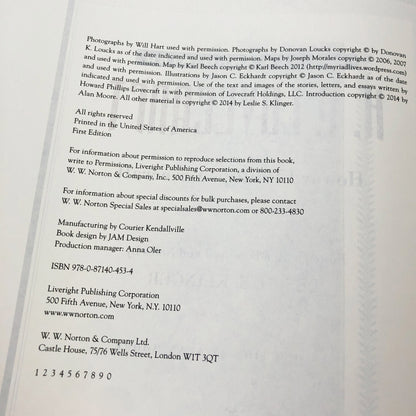 Photographs by Will Hart used with permission. Photographs by Donovan Loucks copyright © by Donovan
K. Loucks as of the date indicated and used with permission. Maps by Joseph Morales copyright © 2006, 2007
and used with permission. Map by Karl Beech copyright © Karl Beech 2012 (http://myriadlives.wordpress.com)
and used with permission. Illustrations by Jason C. Eckhardt copyright © Jason C. Eckhardt as of the date
indicated and used with permission. Use of the text and images of the stories, letters, and essays written by
Howard Phillips Lovecraft is with permission of Lovecraft Holdings, LLC. Introduction copyright © 2014 by
Alan Moore. All other material is copyright © 2014 by Leslie S. Klinger.
All rights reserved
Printed in the United States of America
First Edition
For information about permission to reproduce selections from this book,
write to Permissions, Liveright Publishing Corporation, a division of
W. W. Norton & Company, Inc., 500 Fifth Avenue, New York, NY 10110
For information about special discounts for bulk purchases, please contact
W. W. Norton Special Sales at specialsales@wwnorton.com or 800-233-4830
Manufacturing by Courier Kendallville
Book design by JAM Design
Production manager: Anna Oler
ISBN 978-0-87140-453-4
Liveright Publishing Corporation
500 Fifth Avenue, New York, N.Y. 10110
www.wwnorton.com
W. W. Norton & Company Ltd.
Castle House, 75/76 Wells Street, London W1T 3QT
1 2 3 4 5 6 7 8 9 0